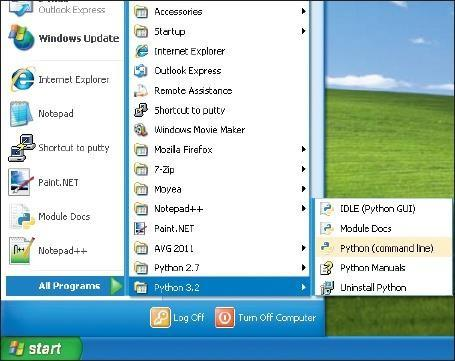 Outlook Express
Windows Update
Internet Explorer
Notepad
Shortcut to putty
Paint.NET
Module Docs
Notepad++
All Programs
Accessories
Startup
Internet Explorer
Outlook Express
Remote Assistance
Shortcut to putty
Windows Movie Maker
Mozilla Firefox
7-Zip
Moyea
Notepad++
Paint.NET
AVG 2011
Python 2.7
Python 3.2
IDLE (Python GUI)
Module Docs
Python (command line)
Python Manuals
Uninstall Python
Log Off
Turn Off Computer
start